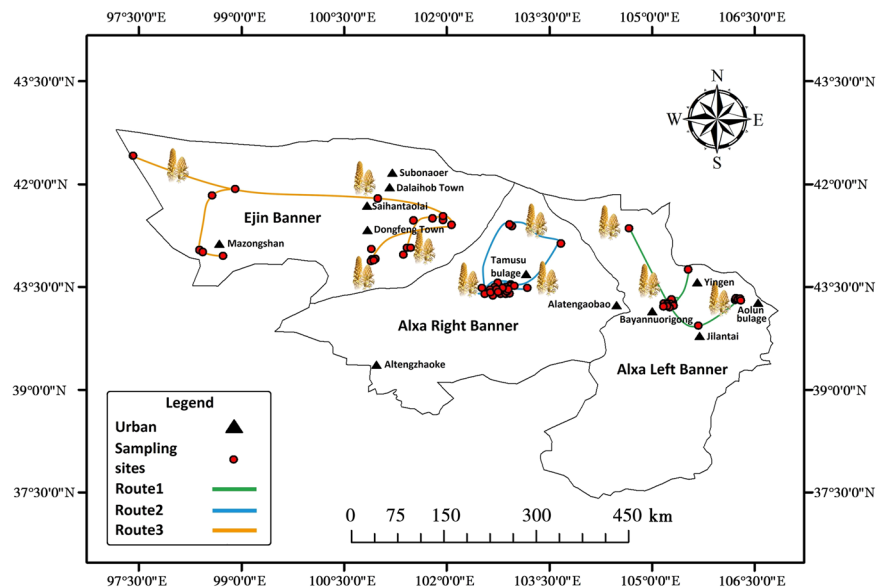 97°30'0"E 99°0'0"E 100°30'0"E 102°0'0"E 103°30'0"E 105°0'0"E 106°30'0"E
43°30'0"N 43°30'0"N
N
W E
S
42°0'0"N 42°0'0"N
Subonaoer
Dalaihob Town
Saihantaolai
Ejin Banner
Dongfeng Town
Mazongshan
Tamusu
bulage
43°30'0"N 43°30'0"N
Yingen
Alatengaobao
Bayannuorigong
Aolun
bulage
Alxa Right Banner
Jilantai
Altengzhaoke
Alxa Left Banner
39°0'0"N 39°0'0"N
Legend
Urban
Sampling
sites
Route1
Route2
Route3
37°30'0"N 37°30'0"N
0 75 150 300 450 km
97°30'0"E 99°0'0"E 100°30'0"E 102°0'0"E 103°30'0"E 105°0'0"E 106°30'0"E